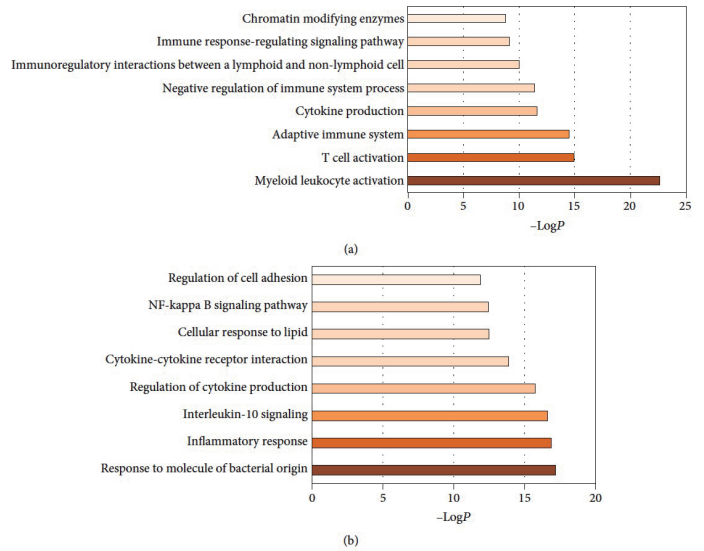 Chromatin modifying enzymes
Immune response-regulating signaling pathway
Immunoregulatory interactions between a lymphoid and non-lymphoid cell
Negative regulation of immune system process
Cytokine production
Adaptive immune system
T cell activation
Myeloid leukocyte activation
0 5 10 15 20 25
–LogP
(a)
Regulation of cell adhesion
NF-kappa B signaling pathway
Cellular response to lipid
Cytokine-cytokine receptor interaction
Regulation of cytokine production
Interleukin-10 signaling
Inflammatory response
Response to molecule of bacterial origin
0 5 10 15 20
–LogP
(b)